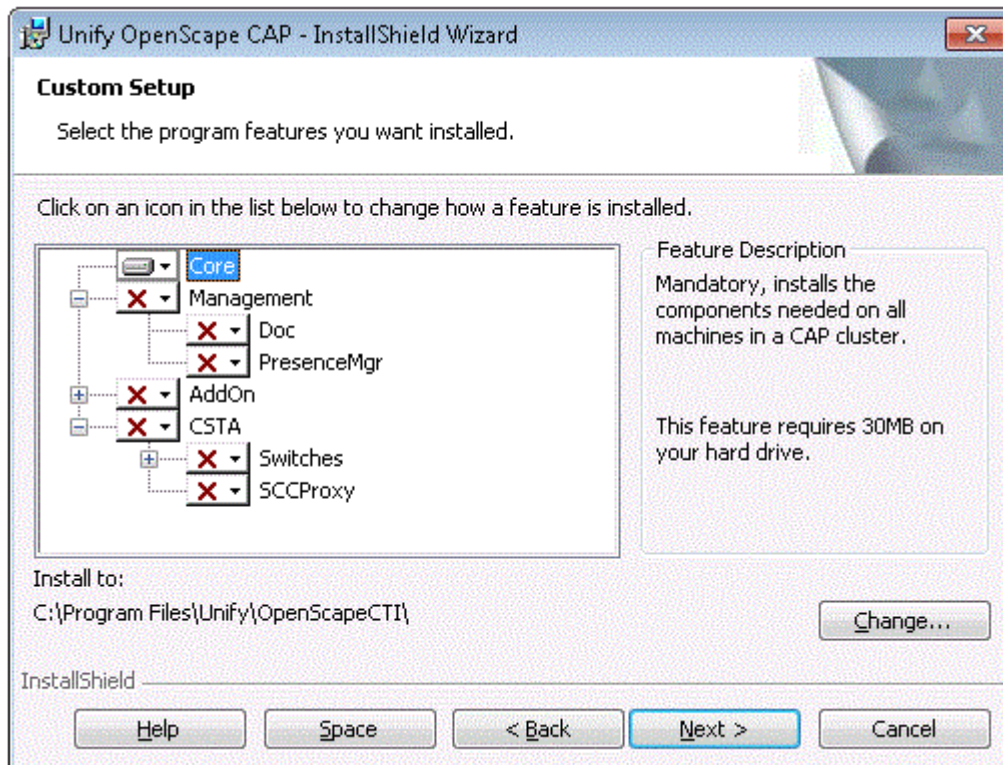 Unify OpenScape CAP - InstallShield Wizard
Custom Setup
Select the program features you want installed.
Click on an icon in the list below to change how a feature is installed.
Core
Management
Doc
PresenceMgr
AddOn
CSTA
Switches
SCCProxy
Feature Description
Mandatory, installs the
components needed on all
machines in a CAP cluster.
This feature requires 30MB on
your hard drive.
Install to:
C:\Program Files\Unify\OpenScapeCTI\
Change...
InstallShield
Help
Space
< Back
Next >
Cancel